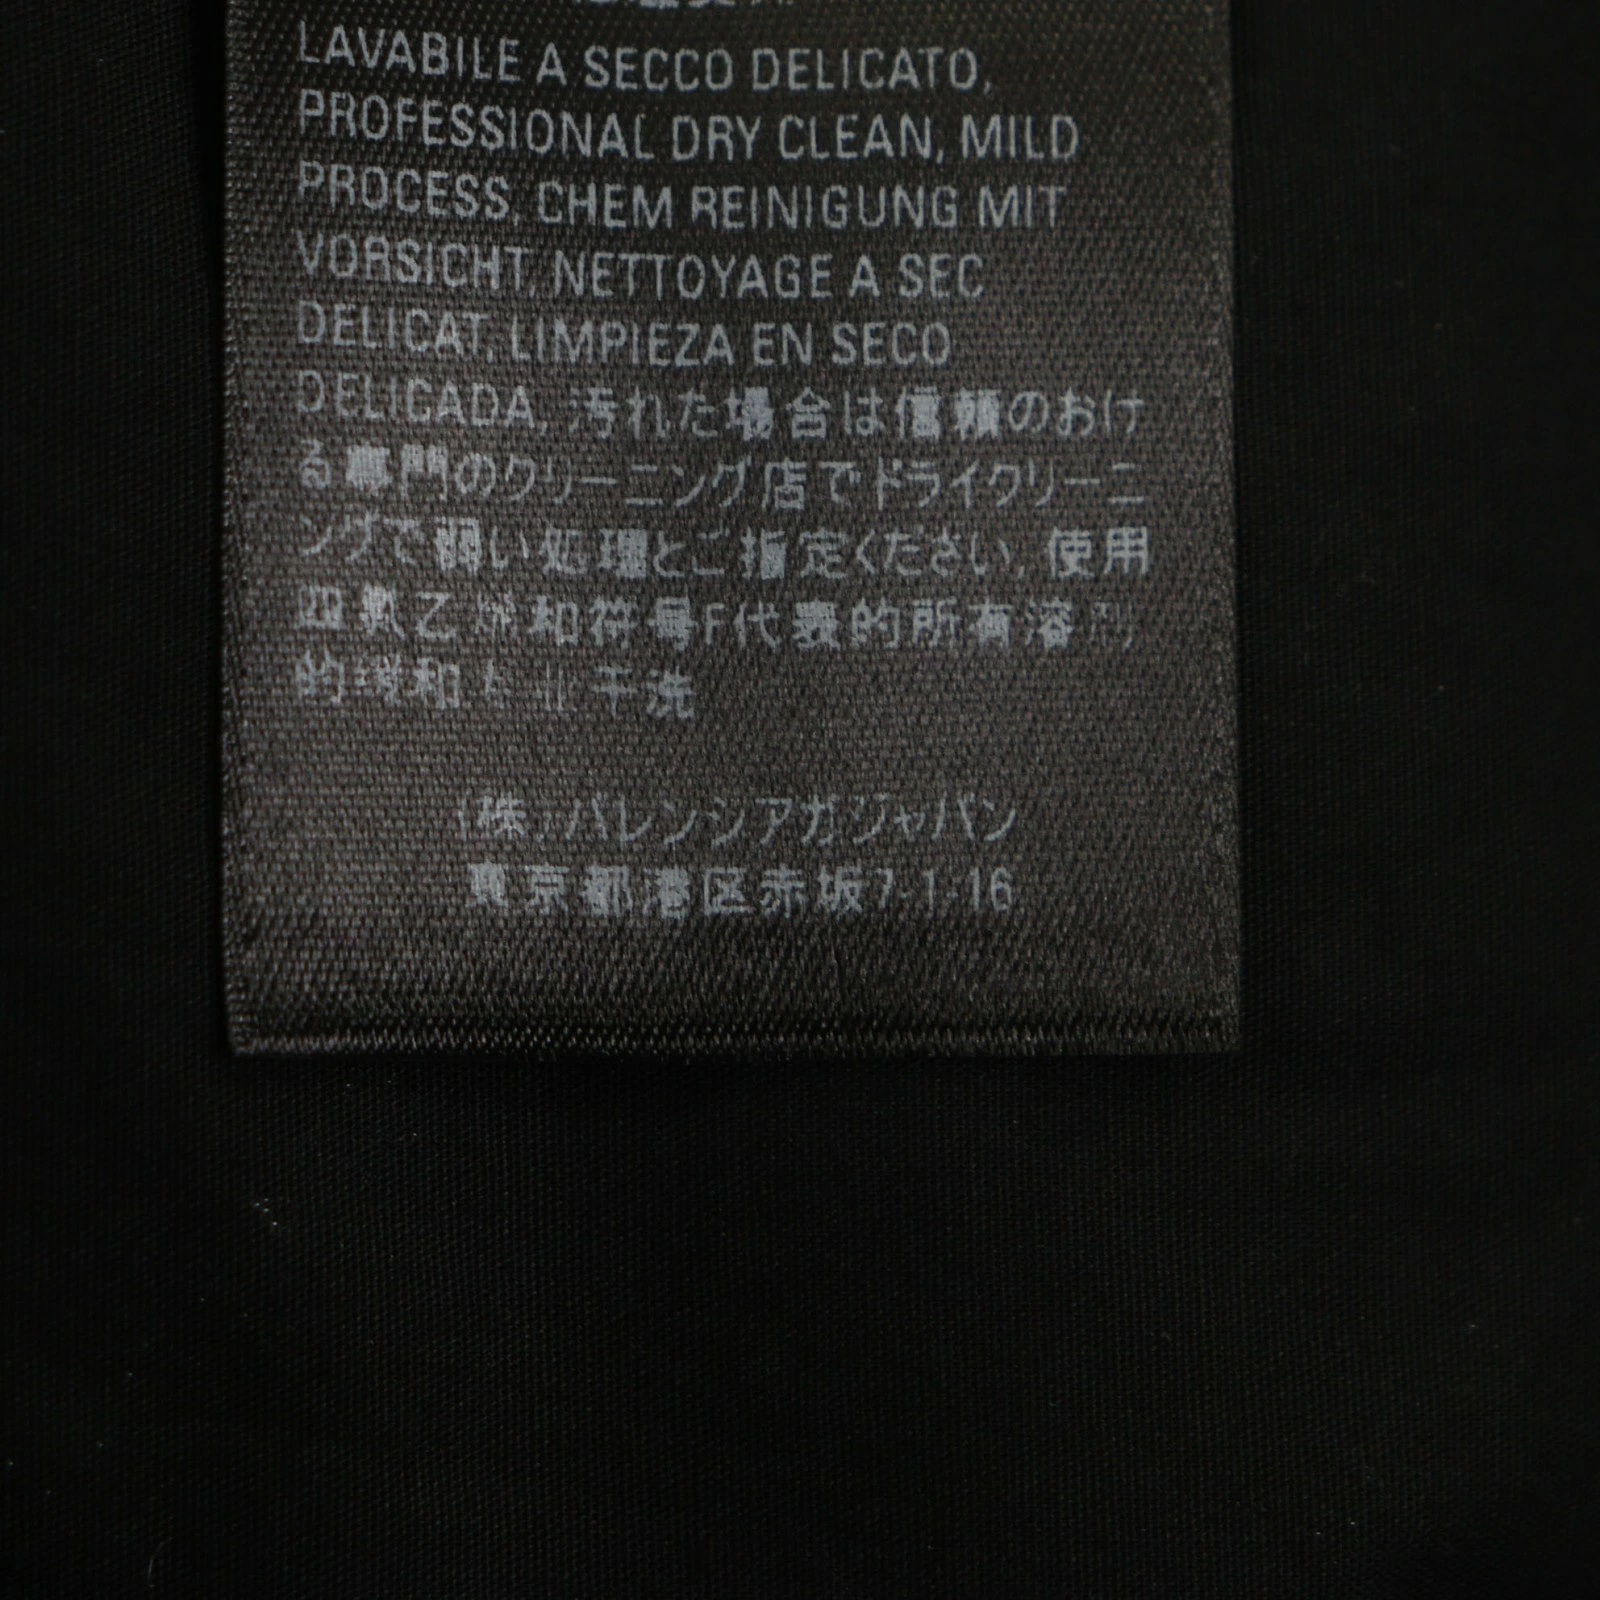 LAVABILE A SECCO DELICATO,
PROFESSIONAL DRY CLEAN, MILD
PROCESS, CHEM REINIGUNG MIT
VORSICHT, NETTOYAGE A SEC
DELICAT, LIMPIEZA EN SECO
DELICADA, 汚れた場合は信頼のおけ
る専門のクリーニング店でドライクリーニ
ングで弱い処理とご指定ください, 使用
四氯乙烯和符号F代表的所有溶剂
的缓和 干洗
(株)バレンシアガジャパン
東京都港区赤坂7-1-16